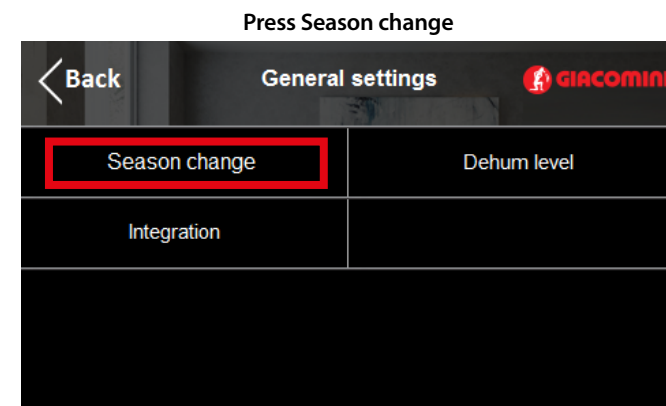 Press Season change
Back General settings GIACOMINI
Season change Dehum level
Integration